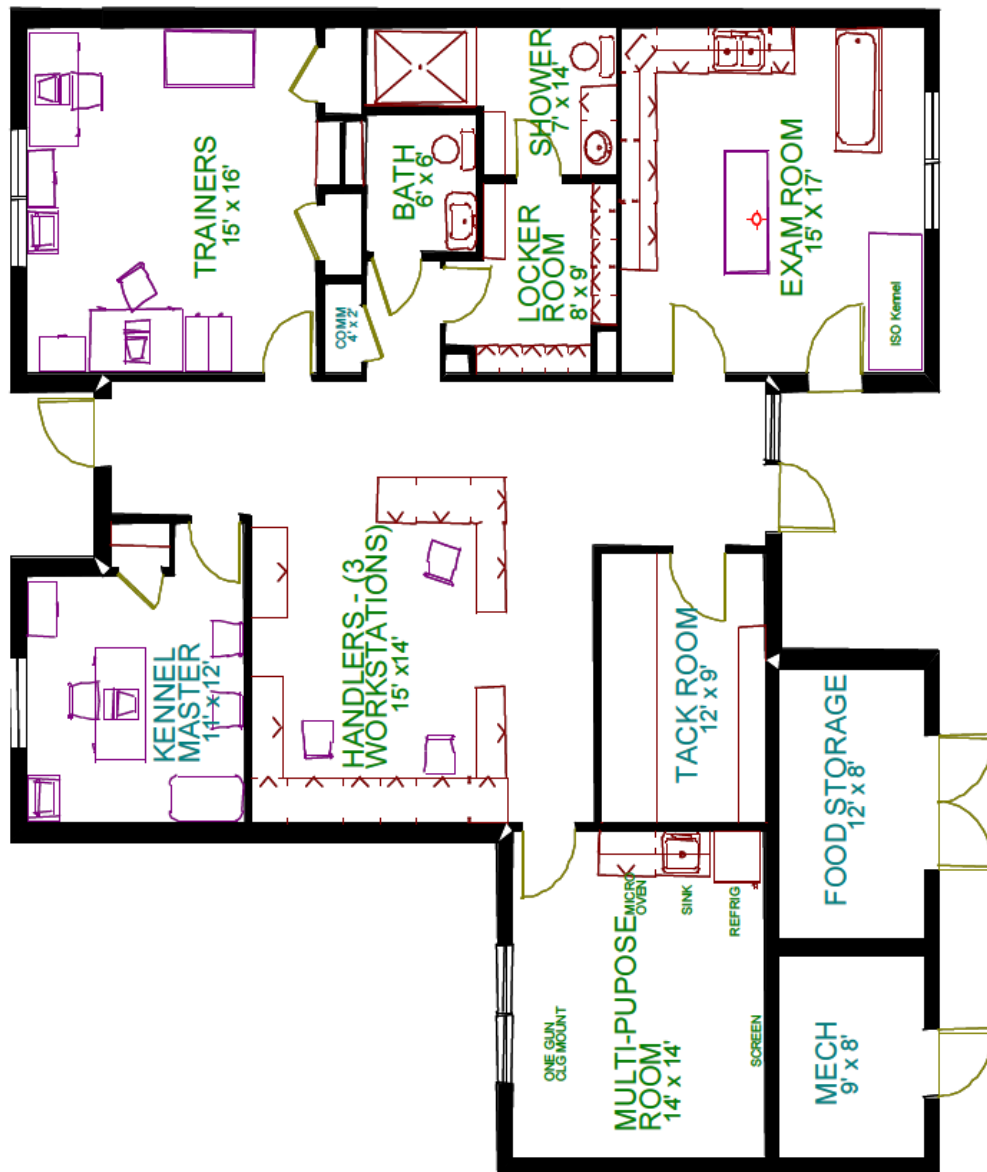 TRAINERS
15' x 16'
BATH
6' x 6'
SHOWER
7' x 14'
LOCKER
ROOM
8' x 9'
EXAM ROOM
15' X 17'
ISO Kernel
COMM
4' x 2'
KENNEL
MASTER
11' x 12'
HANDLERS - (3
WORKSTATIONS)
15' x14'
TACK ROOM
12' x 9'
FOOD STORAGE
12' x 8'
MICRO
OVEN
SINK
REFRIG
MULTI-PUPOSE
ROOM
14' x 14'
ONE GUN
CLG MOUNT
SCREEN
MECH
9' x 8'